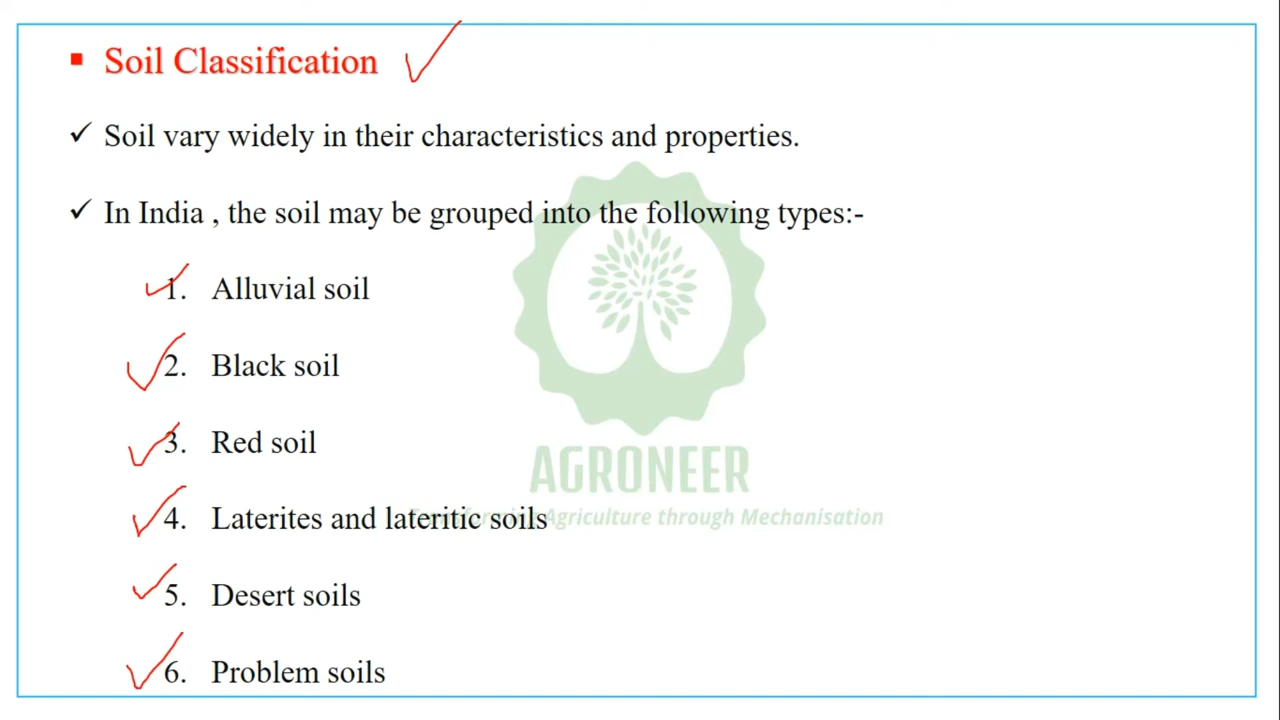 ▪ Soil Classification
✓ Soil vary widely in their characteristics and properties.
✓ In India , the soil may be grouped into the following types:-
1. Alluvial soil
2. Black soil
3. Red soil
4. Laterites and lateritic soils
5. Desert soils
6. Problem soils
AGRONEER
Agriculture through Mechanisation